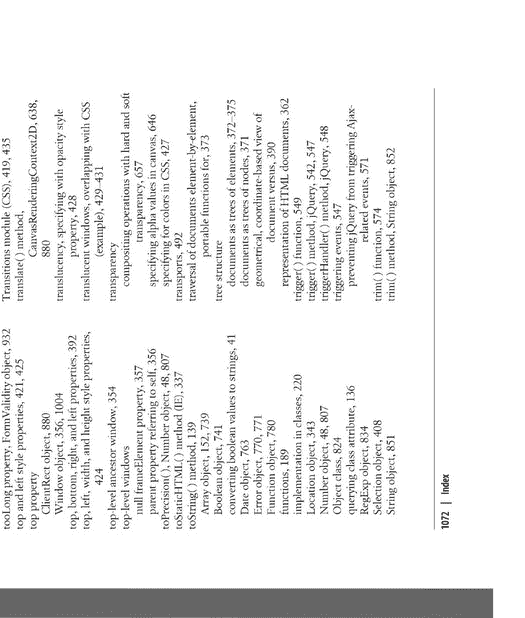 tooLong property, FormValidity object, 932
top and left style properties, 421, 425
top property
ClientRect object, 880
Window object, 356, 1004
top, bottom, right, and left properties, 392
top, left, width, and height style properties,
424
top-level ancestor window, 354
top-level windows
null frameElement property, 357
parent property referring to self, 356
toPrecision( ), Number object, 48, 807
toStaticHTML( ) method (IE), 337
toString( ) method, 139
Array object, 152, 739
Boolean object, 741
converting boolean values to strings, 41
Date object, 763
Error object, 770, 771
Function object, 780
functions, 189
implementation in classes, 220
Location object, 343
Number object, 48, 807
Object class, 824
querying class attribute, 136
RegExp object, 834
Selection object, 408
String object, 851
Transitions module (CSS), 419, 435
translate( ) method,
CanvasRenderingContext2D, 638,
880
translucency, specifying with opacity style
property, 428
translucent windows, overlapping with CSS
(example), 429–431
transparency
compositing operations with hard and soft
transparency, 657
specifying alpha values in canvas, 646
specifying for colors in CSS, 427
transports, 492
traversal of documents element-by-element,
portable functions for, 373
tree structure
documents as trees of elements, 372–375
documents as trees of nodes, 371
geometrical, coordinate-based view of
document versus, 390
representation of HTML documents, 362
trigger( ) function, 549
trigger( ) method, jQuery, 542, 547
triggerHandler( ) method, jQuery, 548
triggering events, 547
preventing jQuery from triggering Ajax-
related events, 571
trim( ) function, 574
trim( ) method, String object, 852
1072 | Index